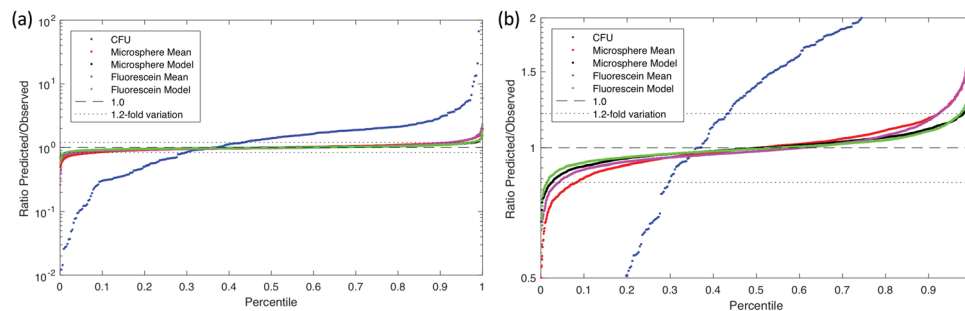 (a)
10^2
10^1
10^0
10^-1
10^-2
Ratio Predicted/Observed
CFU
Microsphere Mean
Microsphere Model
Fluorescein Mean
Fluorescein Model
1.0
1.2-fold variation
0 0.1 0.2 0.3 0.4 0.5 0.6 0.7 0.8 0.9 1
Percentile
(b)
2
1.5
1
0.5
Ratio Predicted/Observed
CFU
Microsphere Mean
Microsphere Model
Fluorescein Mean
Fluorescein Model
1.0
1.2-fold variation
0 0.1 0.2 0.3 0.4 0.5 0.6 0.7 0.8 0.9
Percentile